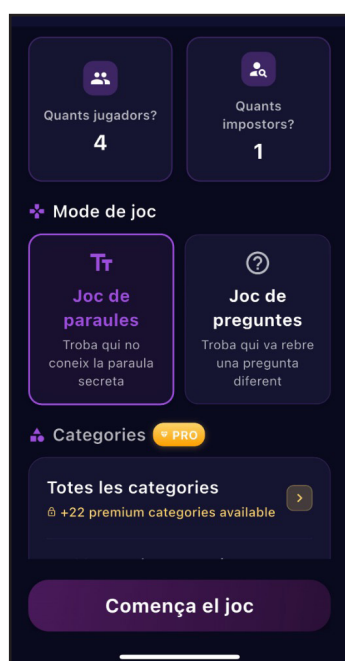 Quants jugadors?
4
Quants
impostors?
1
Mode de joc
Joc de
paraules
Troba qui no
coneix la paraula
secreta
Joc de
preguntes
Troba qui va rebre
una pregunta
diferent
Categories PRO
Totes les categories
+22 premium categories available
Comença el joc